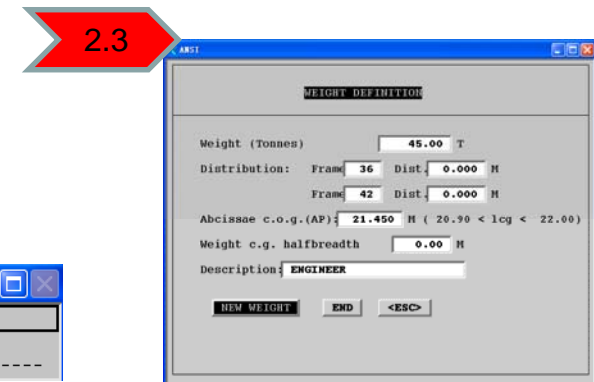 2.3
ANSI
WEIGHT DEFINITION
Weight (Tonnes) 45.00 T
Distribution: Frame 36 Dist. 0.000 M
Frame 42 Dist. 0.000 M
Abcissae c.o.g.(AP): 21.450 M ( 20.90 < lcg < 22.00)
Weight c.g. halfbreadth 0.00 M
Description: ENGINEER
NEW WEIGHT END <ESC>
----